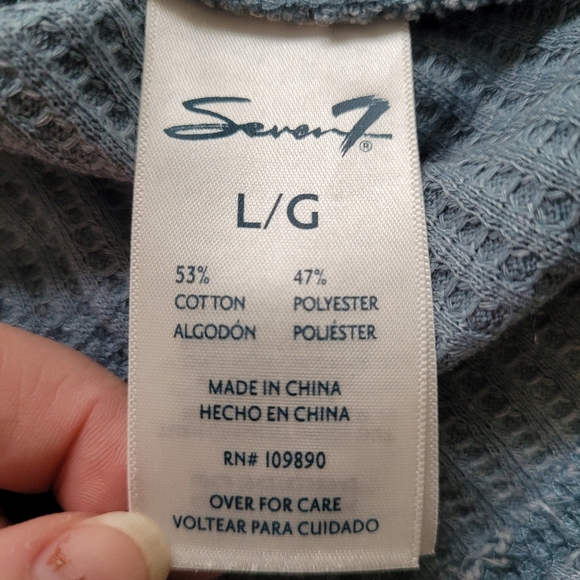 Seven7®
L/G
53% 47%
COTTON POLYESTER
ALGODÓN POLIÉSTER
MADE IN CHINA
HECHO EN CHINA
RN# 109890
OVER FOR CARE
VOLTEAR PARA CUIDADO